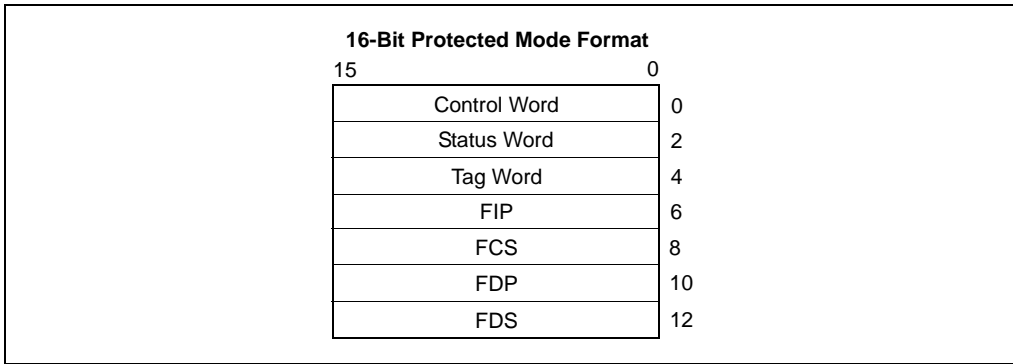 16-Bit Protected Mode Format
15 0
Control Word 0
Status Word 2
Tag Word 4
FIP 6
FCS 8
FDP 10
FDS 12